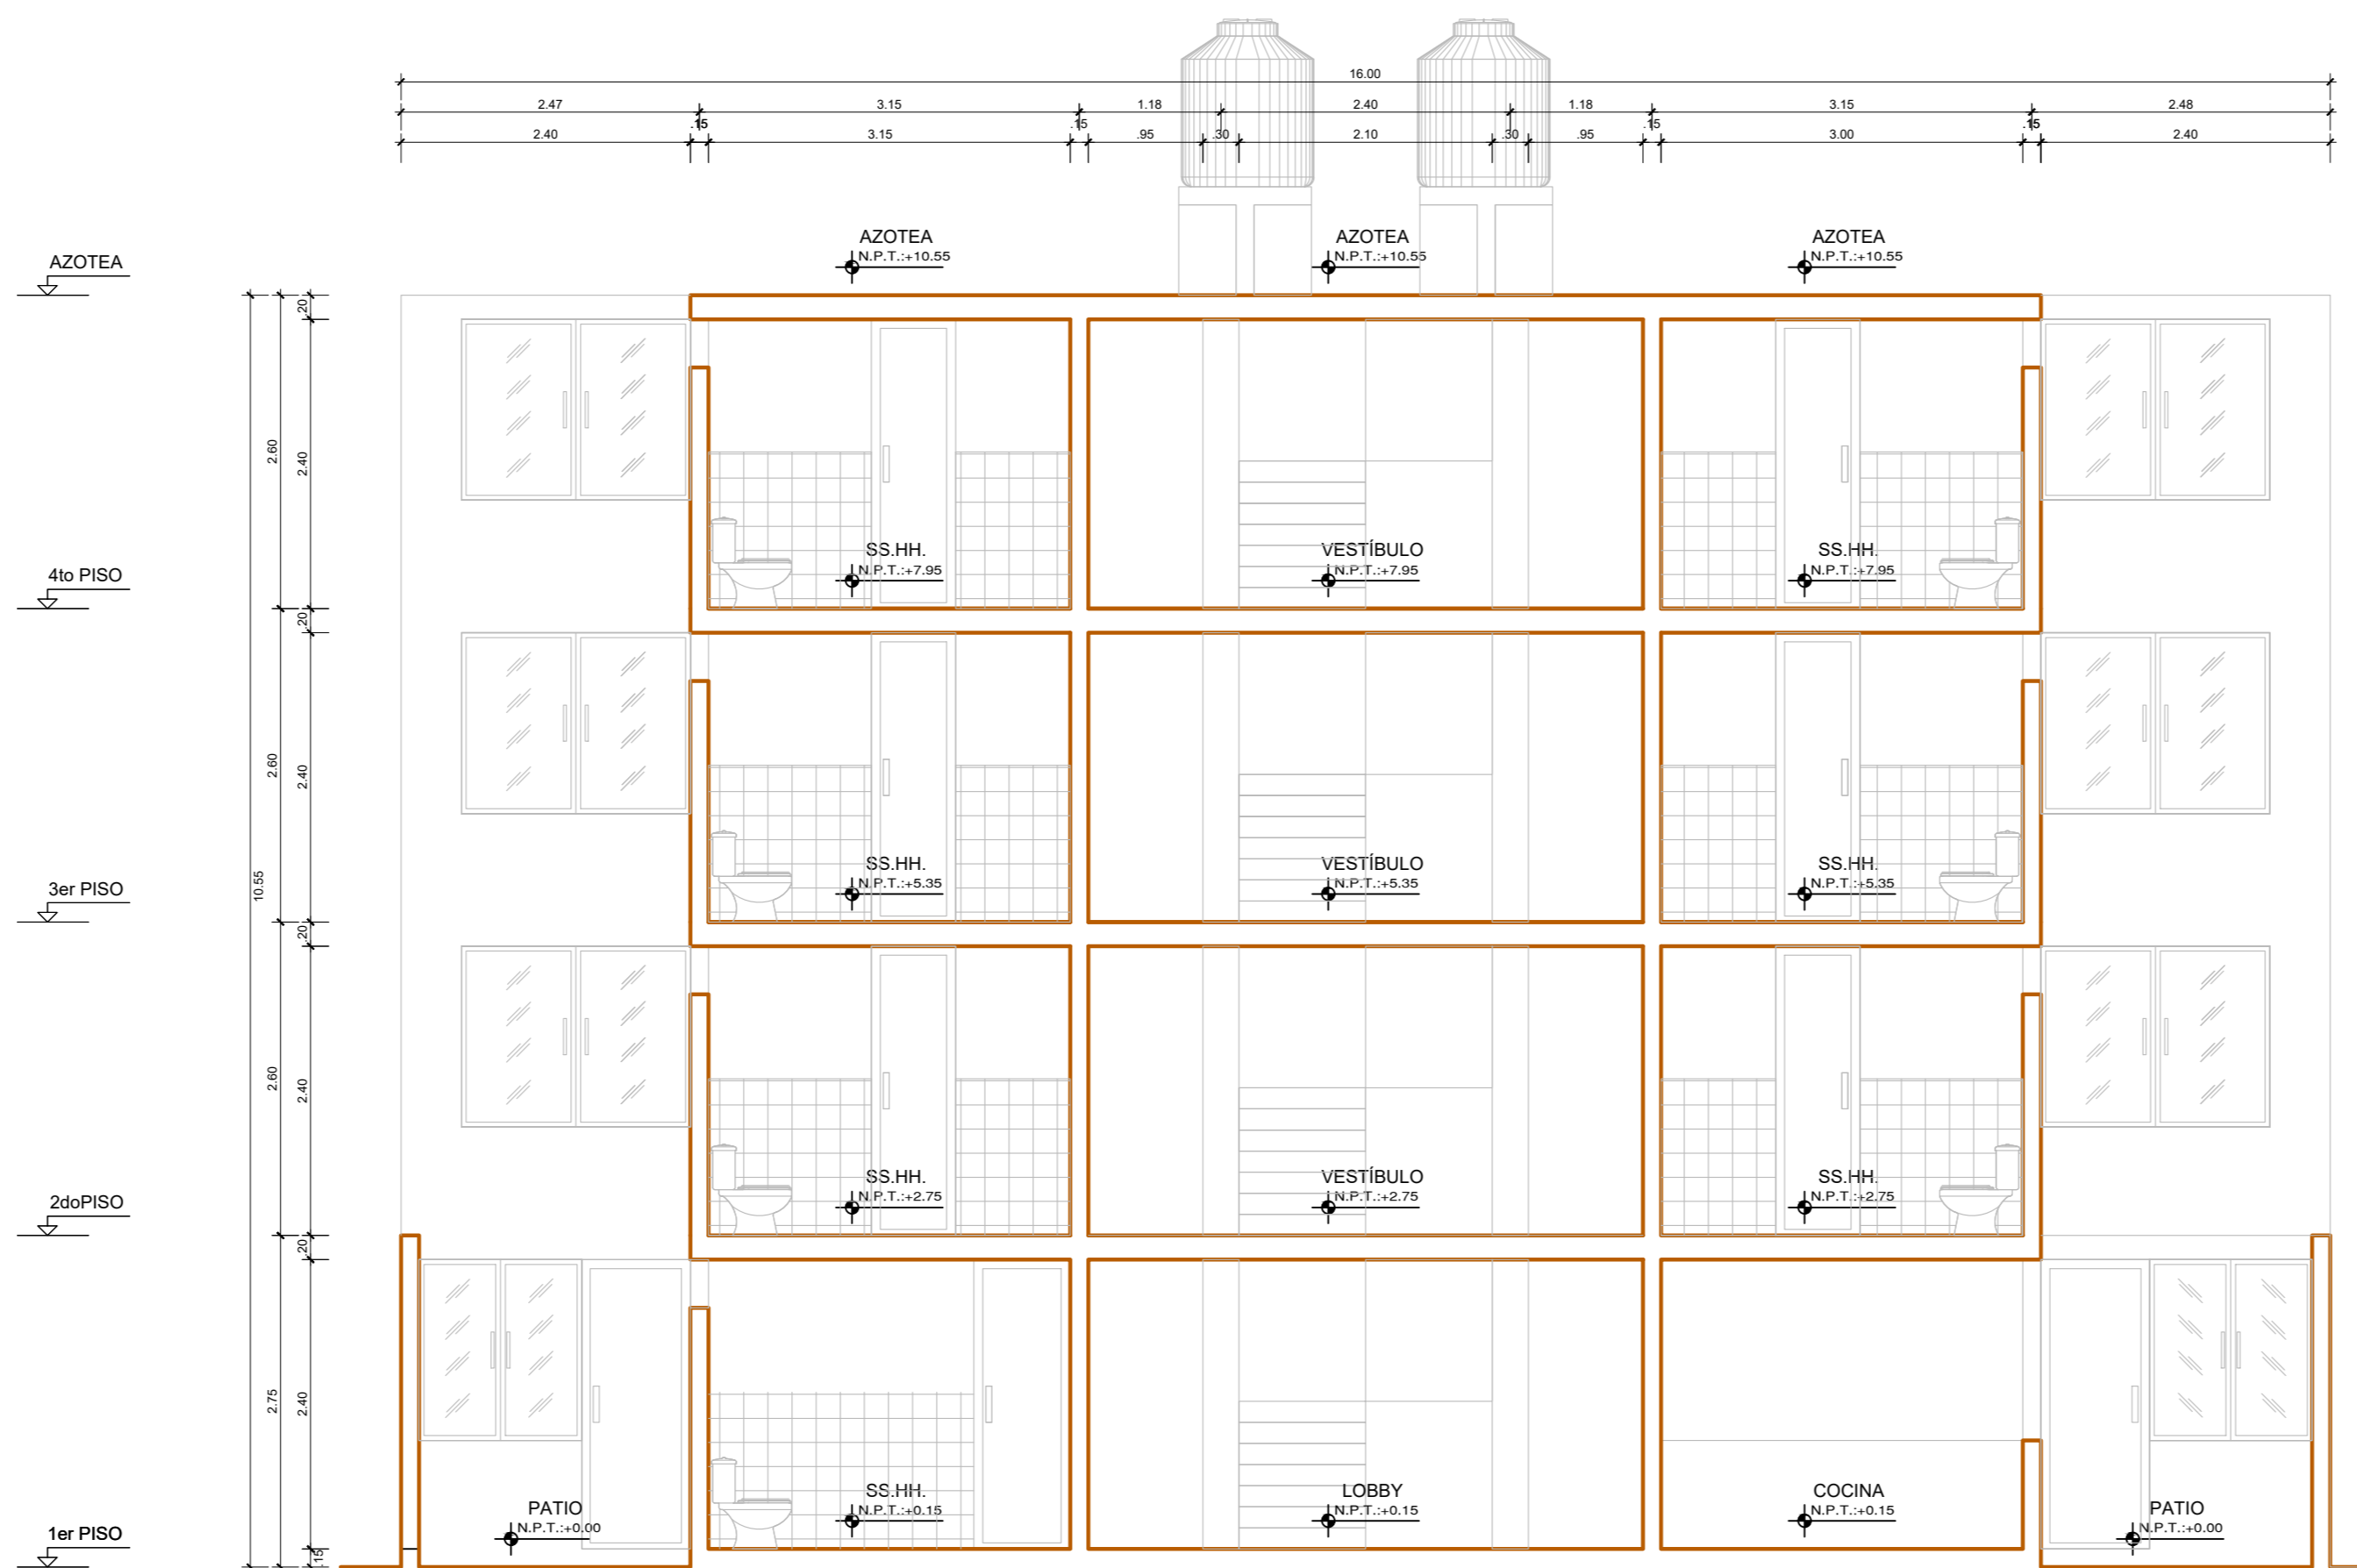 16.00
2.47 3.15 1.18 2.40 1.18 3.15 2.48
.15 .15 .15 .15
2.40 3.15 .95 .30 2.10 .30 .95 3.00 2.40
AZOTEA AZOTEA AZOTEA
N.P.T.:+10.55 N.P.T.:+10.55 N.P.T.:+10.55
AZOTEA
.20
2.60 2.40
SS.HH. VESTÍBULO SS.HH.
N.P.T.:+7.95 N.P.T.:+7.95 N.P.T.:+7.95
4to PISO
.20
2.60 2.40
SS.HH. VESTÍBULO SS.HH.
N.P.T.:+5.35 N.P.T.:+5.35 N.P.T.:+5.35
3er PISO
10.55
.20
2.60 2.40
SS.HH. VESTÍBULO SS.HH.
N.P.T.:+2.75 N.P.T.:+2.75 N.P.T.:+2.75
2doPISO
.20
2.75 2.40
SS.HH. LOBBY COCINA
N.P.T.:+0.15 N.P.T.:+0.15 N.P.T.:+0.15
PATIO PATIO
N.P.T.:+0.00 N.P.T.:+0.00
1er PISO
.15